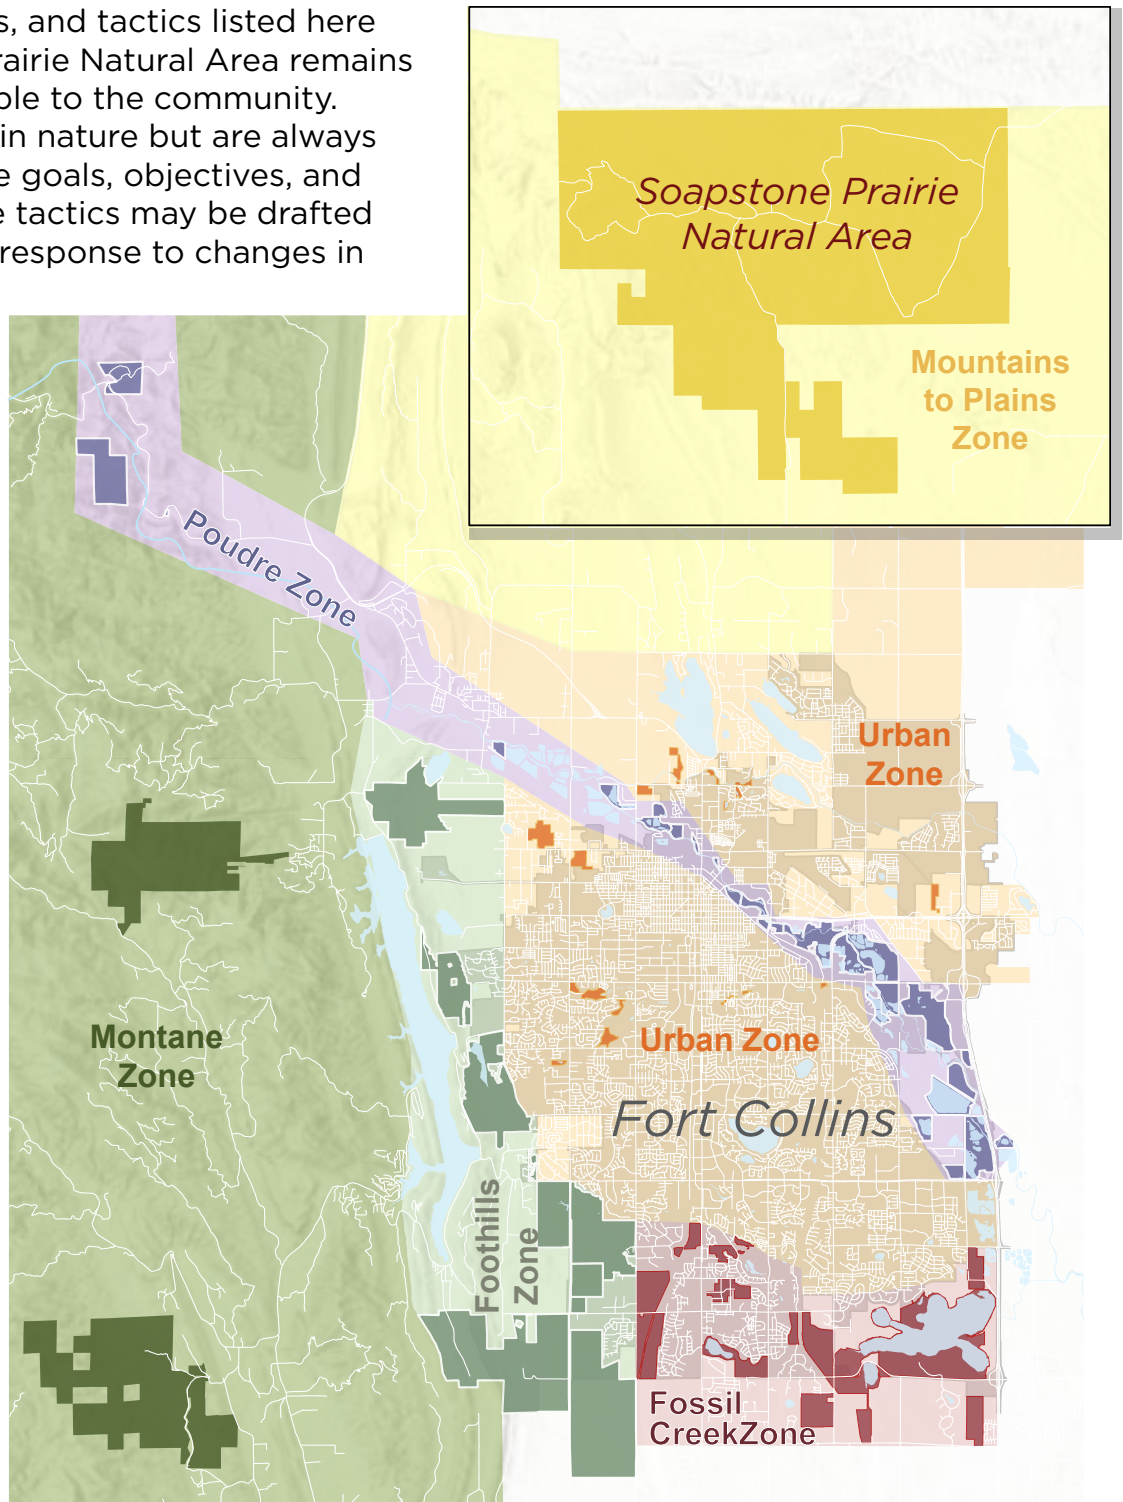 s, and tactics listed here
rairie Natural Area remains
ble to the community.
in nature but are always
e goals, objectives, and
e tactics may be drafted
response to changes in
Soapstone Prairie
Natural Area
Mountains
to Plains
Zone
Poudre Zone
Urban
Zone
Montane
Zone
Urban Zone
Fort Collins
Foothills
Zone
Fossil
CreekZone